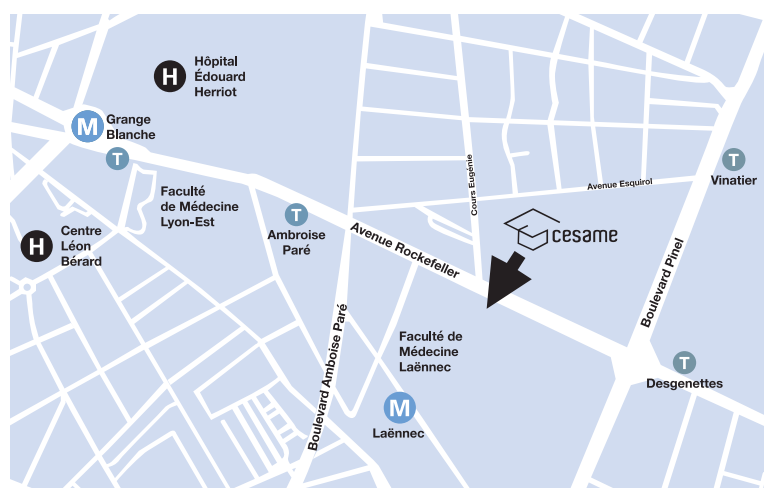 H
Hôpital
Édouard
Herriot
M
Grange
Blanche
T
Faculté
de Médecine
Lyon-Est
H
Centre
Léon
Bérard
T
Ambroise
Paré
Avenue Rockefeller
Cours Eugénie
Avenue Esquirol
T
Vinatier
cesame
Boulevard Pinel
Boulevard Amboise Paré
Faculté de
Médecine
Laënnec
M
Laënnec
T
Desgenettes